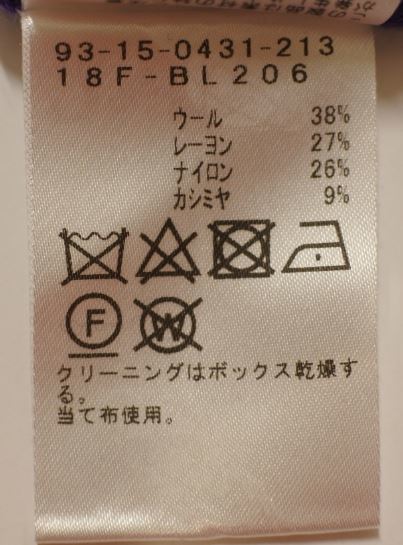 93-15-0431-213
18F-BL206
ウール 38%
レーヨン 27%
ナイロン 26%
カシミヤ 9%
F W
クリーニングはボックス乾燥す
る。
当て布使用。